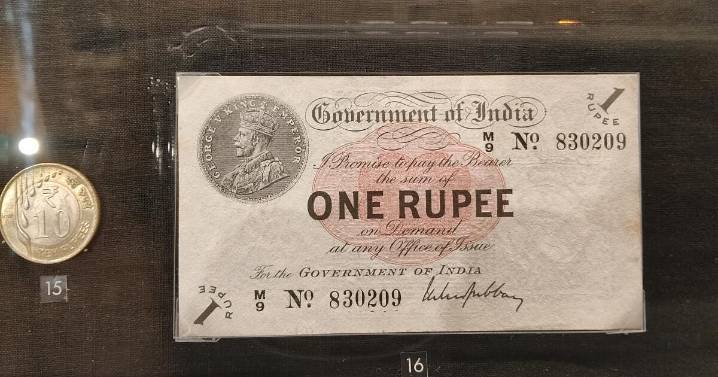 GEORGE V KING EMPEROR
Government of India
1 RUPEE
M/9 No 830209
I Promise to pay the Bearer
the sum of
ONE RUPEE
on Demand
at any Office of Issue
For the GOVERNMENT OF INDIA
1 RUPEE
M/9 No 830209
₹
10
15
16